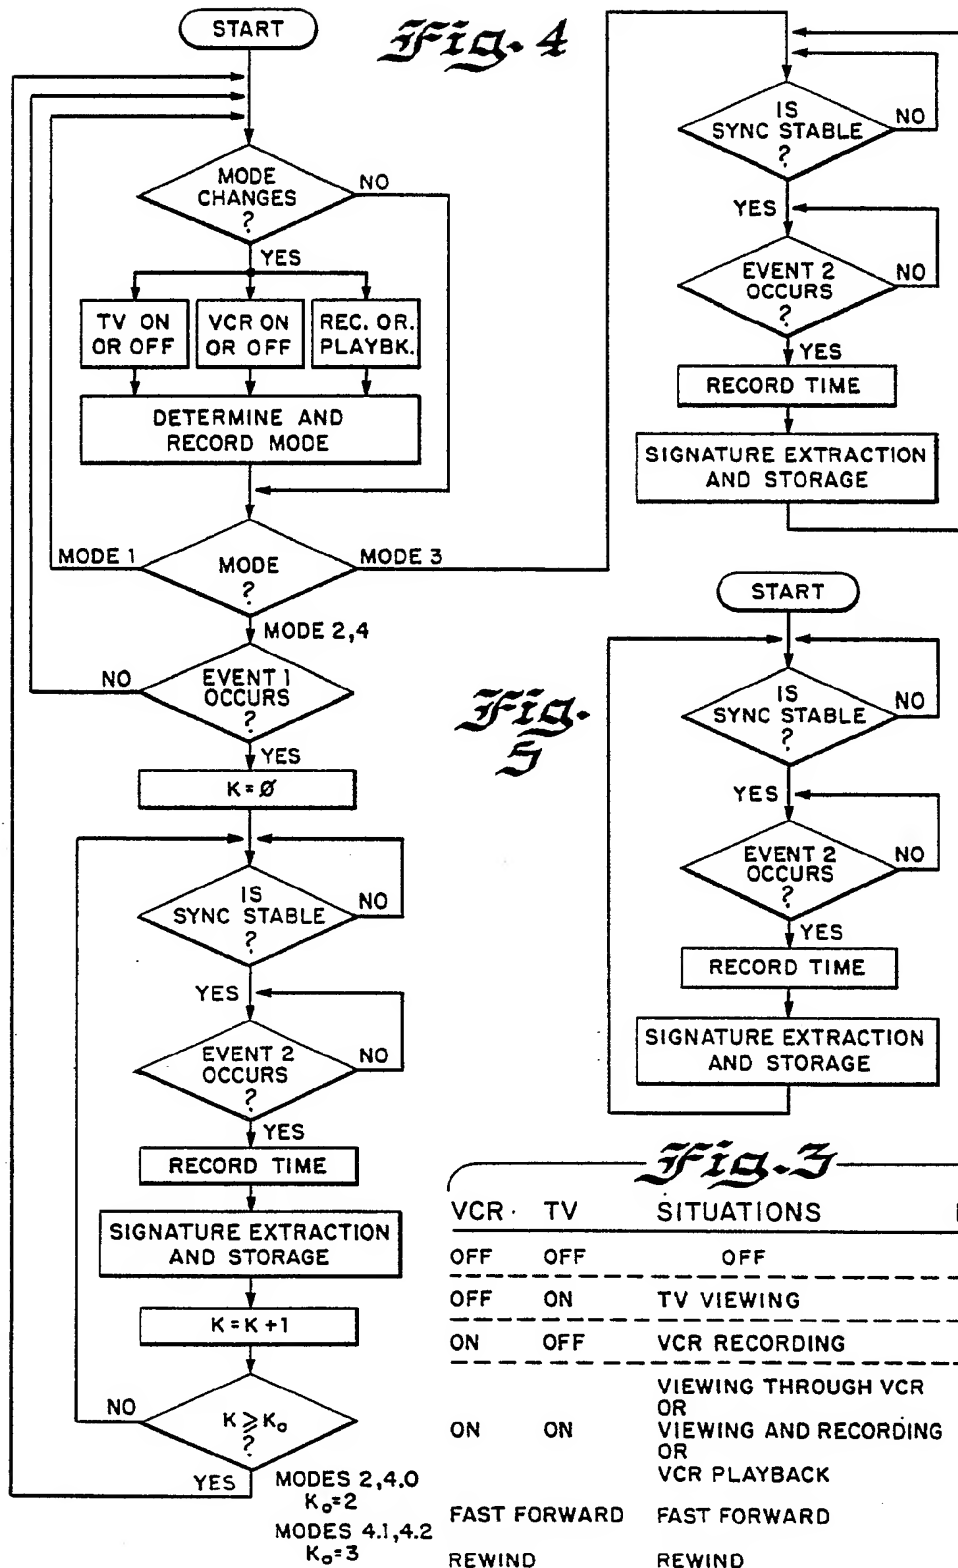 START
Fig. 4
MODE
CHANGES
?
NO
YES
TV ON
OR OFF
VCR ON
OR OFF
REC. OR.
PLAYBK.
DETERMINE AND
RECORD MODE
MODE 1
MODE
?
MODE 3
MODE 2,4
NO
EVENT 1
OCCURS
?
YES
K = Ø
IS
SYNC STABLE
?
NO
YES
EVENT 2
OCCURS
?
NO
YES
RECORD TIME
SIGNATURE EXTRACTION
AND STORAGE
K = K + 1
NO
K ≥ K₀
?
YES
MODES 2,4.0
K₀=2
MODES 4.1,4.2
K₀=3
IS
SYNC STABLE
?
NO
YES
EVENT 2
OCCURS
?
NO
YES
RECORD TIME
SIGNATURE EXTRACTION
AND STORAGE
Fig.
5
START
IS
SYNC STABLE
?
NO
YES
EVENT 2
OCCURS
?
NO
YES
RECORD TIME
SIGNATURE EXTRACTION
AND STORAGE
Fig. 3
VCR TV SITUATIONS
OFF OFF OFF
OFF ON TV VIEWING
ON OFF VCR RECORDING
VIEWING THROUGH VCR
OR
ON ON VIEWING AND RECORDING
OR
VCR PLAYBACK
FAST FORWARD FAST FORWARD
REWIND REWIND